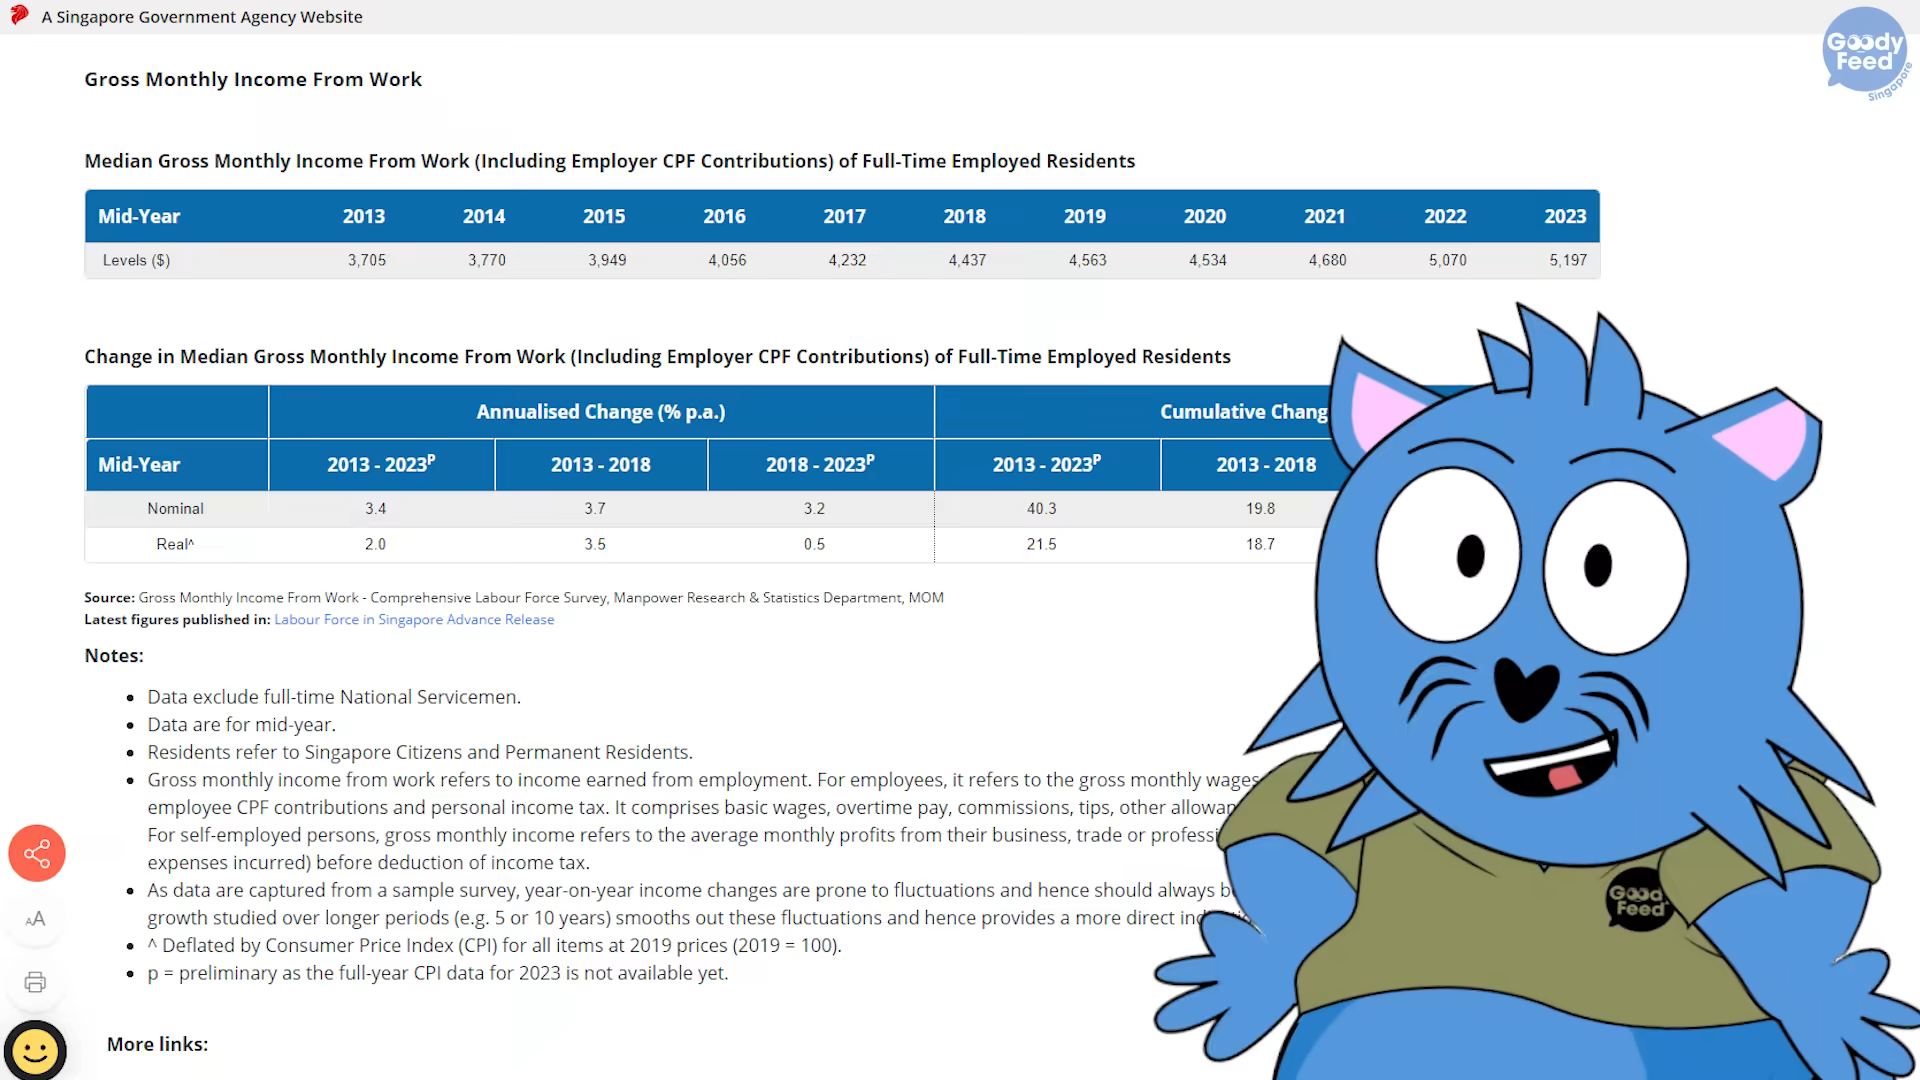 A Singapore Government Agency Website
Goody
Feed
Singapore
Gross Monthly Income From Work
Median Gross Monthly Income From Work (Including Employer CPF Contributions) of Full-Time Employed Residents
Mid-Year 2013 2014 2015 2016 2017 2018 2019 2020 2021 2022 2023
Levels ($) 3,705 3,770 3,949 4,056 4,232 4,437 4,563 4,534 4,680 5,070 5,197
Change in Median Gross Monthly Income From Work (Including Employer CPF Contributions) of Full-Time Employed Residents
Annualised Change (% p.a.) Cumulative Chang
Mid-Year 2013 - 2023P 2013 - 2018 2018 - 2023P 2013 - 2023P 2013 - 2018
Nominal 3.4 3.7 3.2 40.3 19.8
Real^ 2.0 3.5 0.5 21.5 18.7
Source: Gross Monthly Income From Work - Comprehensive Labour Force Survey, Manpower Research & Statistics Department, MOM
Latest figures published in: Labour Force in Singapore Advance Release
Notes:
• Data exclude full-time National Servicemen.
• Data are for mid-year.
• Residents refer to Singapore Citizens and Permanent Residents.
• Gross monthly income from work refers to income earned from employment. For employees, it refers to the gross monthly wages
employee CPF contributions and personal income tax. It comprises basic wages, overtime pay, commissions, tips, other allowan
For self-employed persons, gross monthly income refers to the average monthly profits from their business, trade or professi
expenses incurred) before deduction of income tax.
• As data are captured from a sample survey, year-on-year income changes are prone to fluctuations and hence should always b
growth studied over longer periods (e.g. 5 or 10 years) smooths out these fluctuations and hence provides a more direct ind
• ^ Deflated by Consumer Price Index (CPI) for all items at 2019 prices (2019 = 100).
• p = preliminary as the full-year CPI data for 2023 is not available yet.
More links:
AA
Goody
Feed